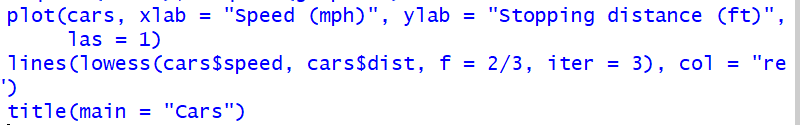 plot(cars, xlab = "Speed (mph)", ylab = "Stopping distance (ft)",
     las = 1)
lines(lowess(cars$speed, cars$dist, f = 2/3, iter = 3), col = "re
")
title(main = "Cars")